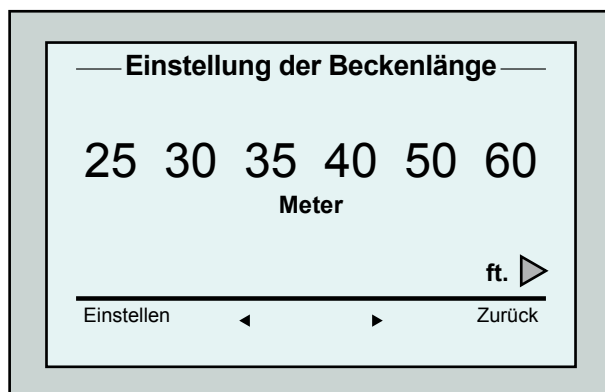 Einstellung der Beckenlänge
25 30 35 40 50 60
Meter
ft.
Einstellen Zurück